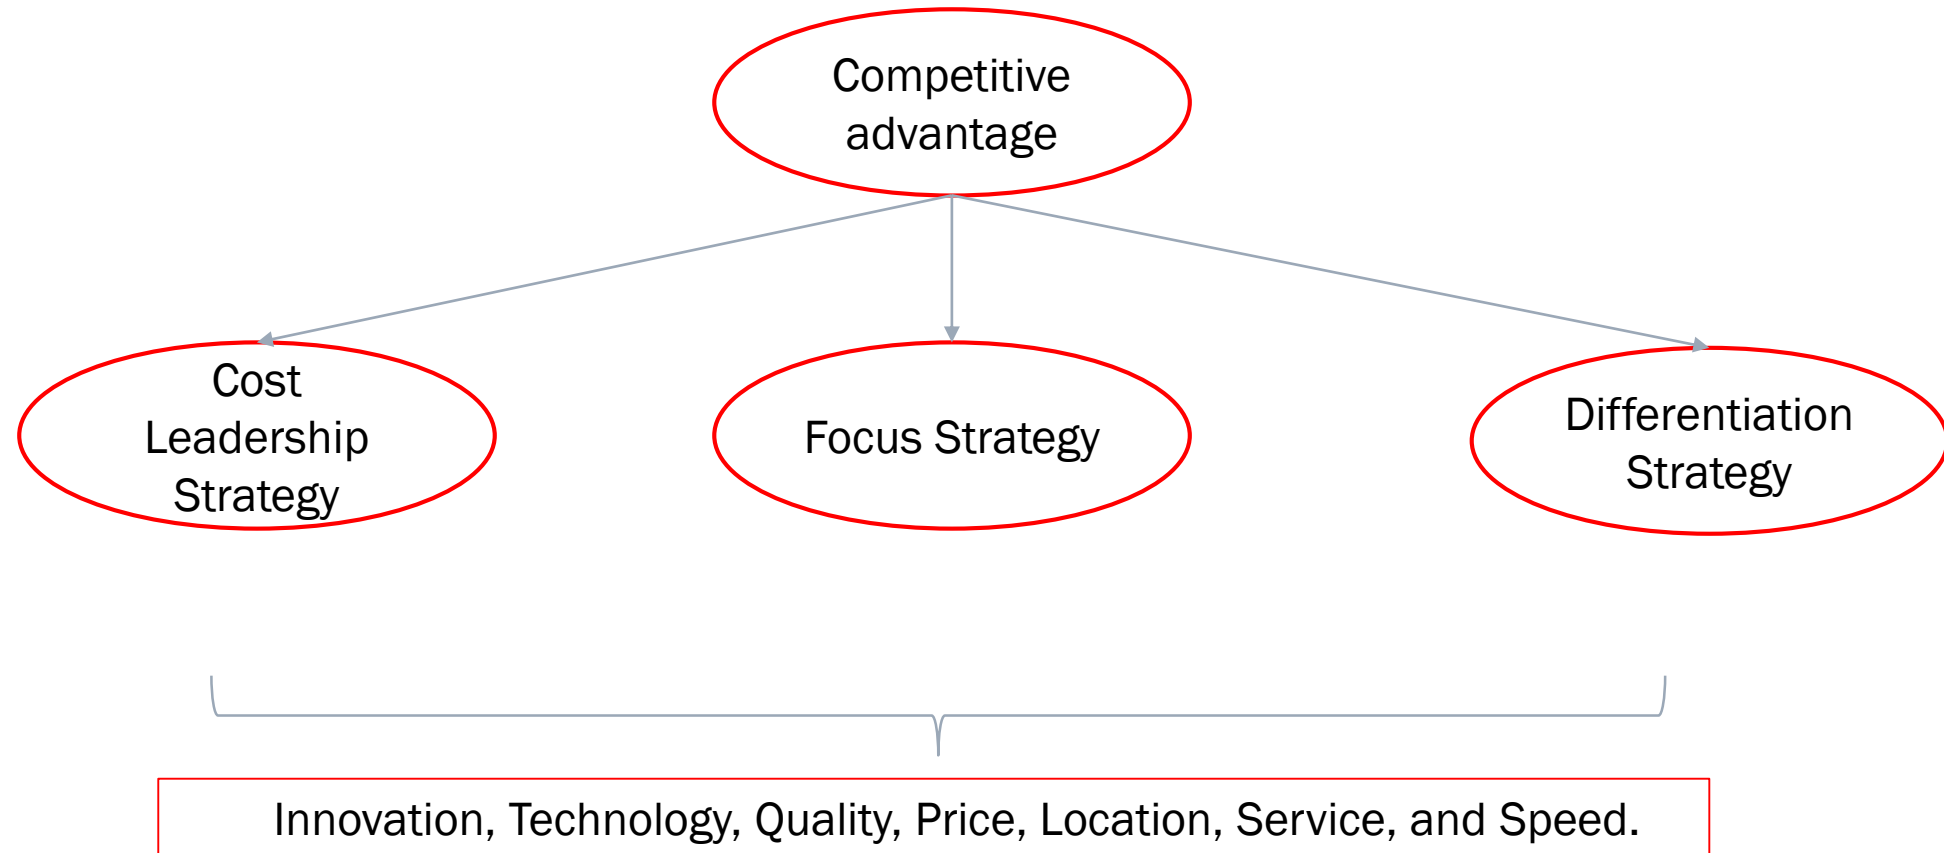 Competitive
advantage
Cost
Leadership
Strategy
Focus Strategy
Differentiation
Strategy
Innovation, Technology, Quality, Price, Location, Service, and Speed.